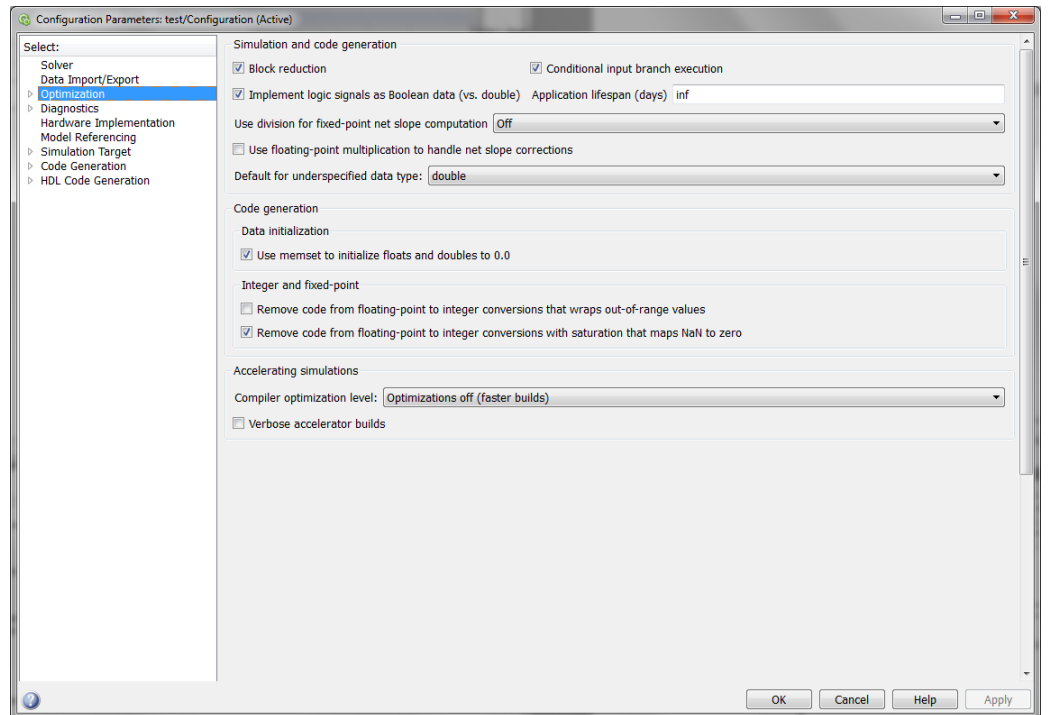 Configuration Parameters: test/Configuration (Active)
Select:
Solver
Data Import/Export
Optimization
Diagnostics
Hardware Implementation
Model Referencing
Simulation Target
Code Generation
HDL Code Generation
Simulation and code generation
Block reduction Conditional input branch execution
Implement logic signals as Boolean data (vs. double) Application lifespan (days) inf
Use division for fixed-point net slope computation Off
Use floating-point multiplication to handle net slope corrections
Default for underspecified data type: double
Code generation
Data initialization
Use memset to initialize floats and doubles to 0.0
Integer and fixed-point
Remove code from floating-point to integer conversions that wraps out-of-range values
Remove code from floating-point to integer conversions with saturation that maps NaN to zero
Accelerating simulations
Compiler optimization level: Optimizations off (faster builds)
Verbose accelerator builds
OK Cancel Help Apply